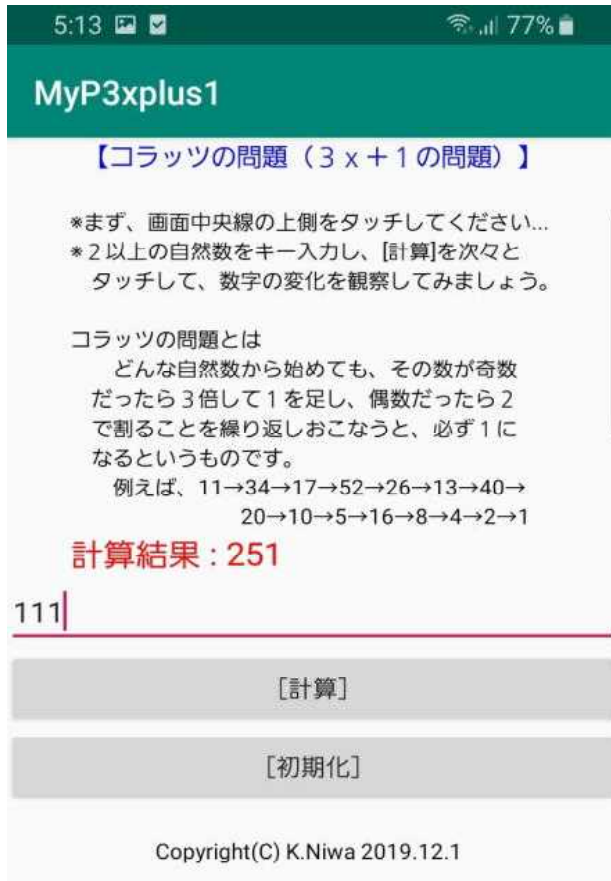 5:13 77%
MyP3xplus1
【コラッツの問題（３ｘ＋１の問題）】
*まず、画面中央線の上側をタッチしてください...
*２以上の自然数をキー入力し、[計算]を次々と
タッチして、数字の変化を観察してみましょう。
コラッツの問題とは
どんな自然数から始めても、その数が奇数
だったら３倍して１を足し、偶数だったら２
で割ることを繰り返しおこなうと、必ず１に
なるというものです。
例えば、11→34→17→52→26→13→40→
20→10→5→16→8→4→2→1
計算結果 : 251
111
［計算］
［初期化］
Copyright(C) K.Niwa 2019.12.1